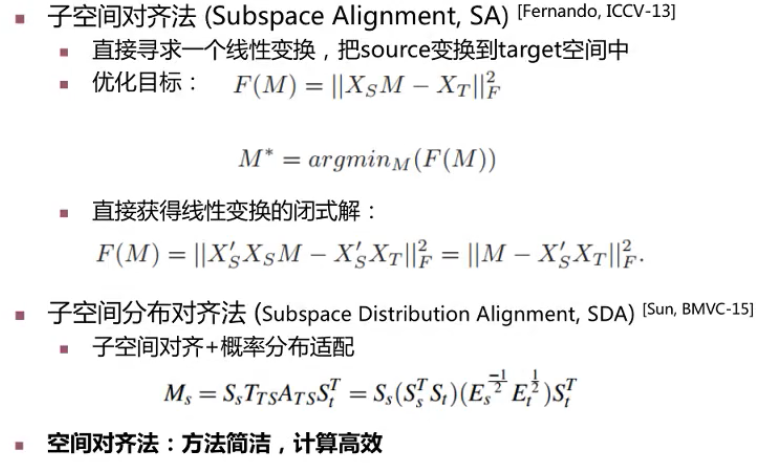 子空间对齐法 (Subspace Alignment, SA) [Fernando, ICCV-13]
直接寻求一个线性变换，把source变换到target空间中
优化目标： F(M) = ||X_S M − X_T||_F^2
M* = argmin_M(F(M))
直接获得线性变换的闭式解：
F(M) = ||X'_S X_S M − X'_S X_T||_F^2 = ||M − X'_S X_T||_F^2.
子空间分布对齐法 (Subspace Distribution Alignment, SDA) [Sun, BMVC-15]
子空间对齐+概率分布适配
M_s = S_s T_{TS} A_{TS} S_t^T = S_s(S_s^T S_t)(E_s^{\frac{-1}{2}} E_t^{\frac{1}{2}})S_t^T
空间对齐法：方法简洁，计算高效